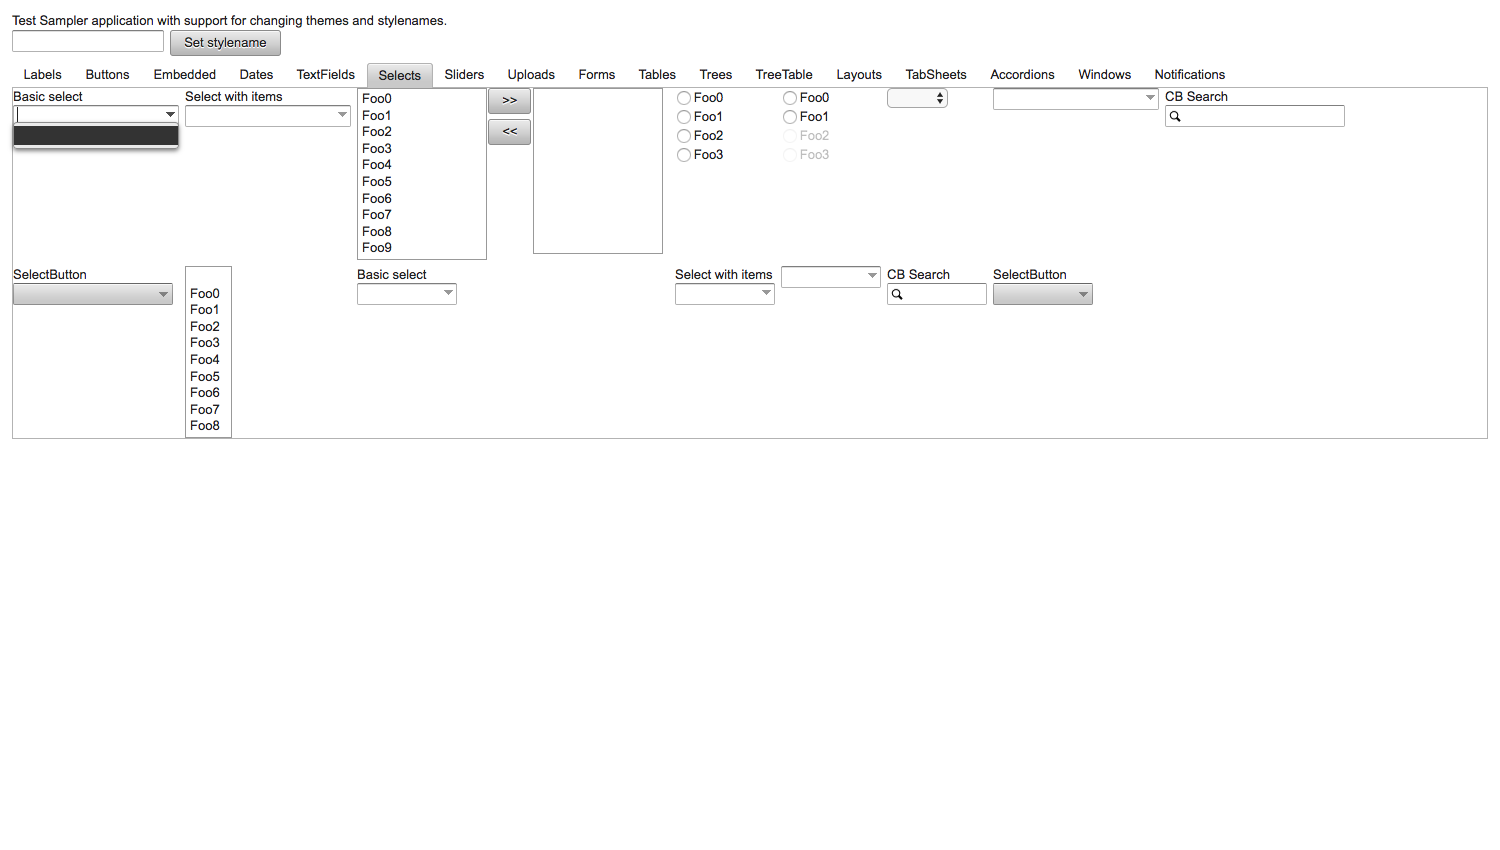 Test Sampler application with support for changing themes and stylenames.
Set stylename
Labels Buttons Embedded Dates TextFields Selects Sliders Uploads Forms Tables Trees TreeTable Layouts TabSheets Accordions Windows Notifications
Basic select
Select with items
Foo0
Foo1
Foo2
Foo3
Foo4
Foo5
Foo6
Foo7
Foo8
Foo9
>>
<<
Foo0
Foo1
Foo2
Foo3
Foo0
Foo1
Foo2
Foo3
CB Search
SelectButton
Foo0
Foo1
Foo2
Foo3
Foo4
Foo5
Foo6
Foo7
Foo8
Basic select
Select with items
CB Search
SelectButton